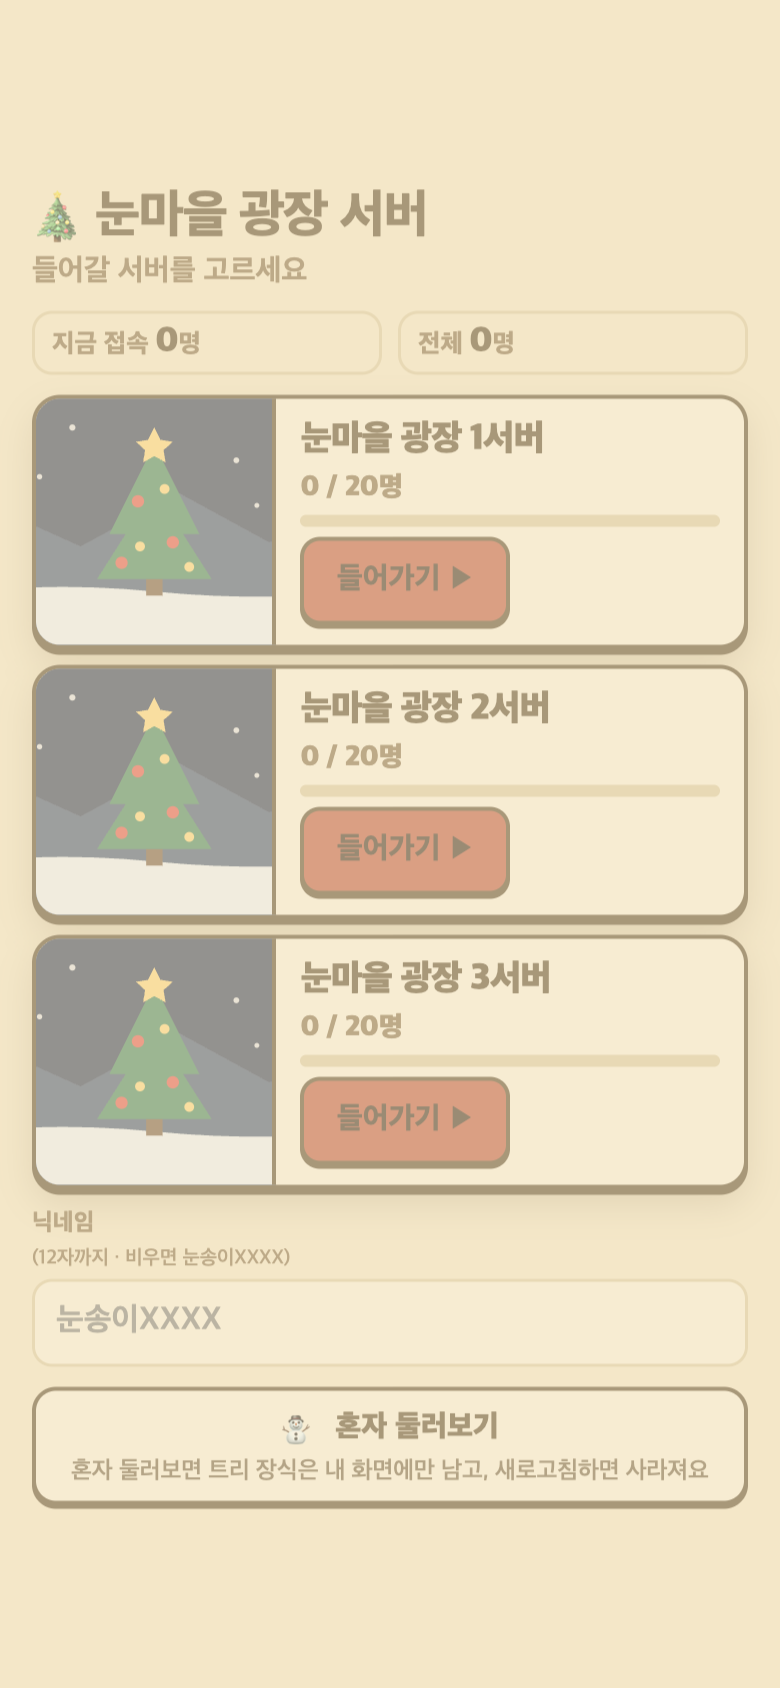 🎄 눈마을 광장 서버
들어갈 서버를 고르세요
지금 접속 0명
전체 0명
눈마을 광장 1서버
0 / 20명
들어가기 ▶
눈마을 광장 2서버
0 / 20명
들어가기 ▶
눈마을 광장 3서버
0 / 20명
들어가기 ▶
닉네임
(12자까지 · 비우면 눈송이XXXX)
눈송이XXXX
⛄ 혼자 둘러보기
혼자 둘러보면 트리 장식은 내 화면에만 남고, 새로고침하면 사라져요